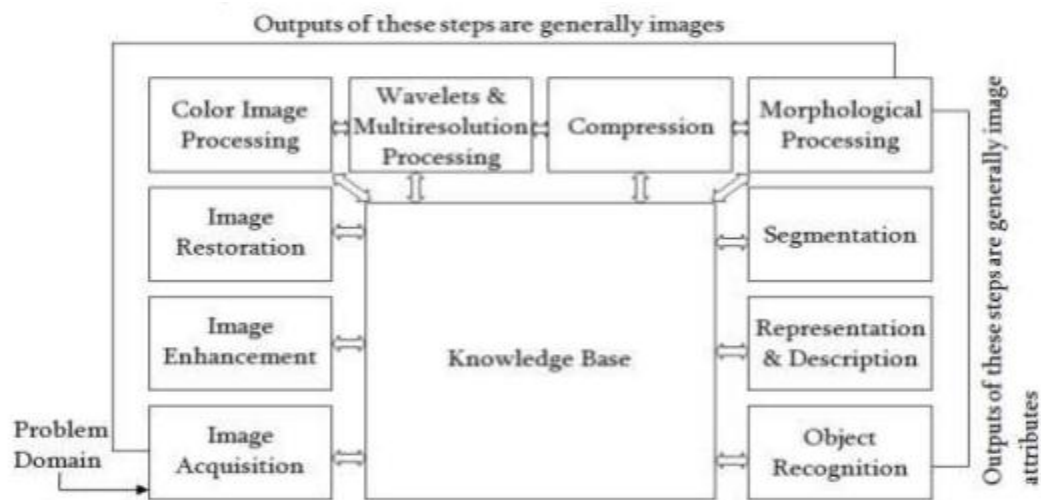 Outputs of these steps are generally images
Color Image
Processing
Wavelets &
Multiresolution
Processing
Compression
Morphological
Processing
Image
Restoration
Segmentation
Image
Enhancement
Knowledge Base
Representation
& Description
Problem
Domain
Image
Acquisition
Object
Recognition
Outputs of these steps are generally image
attributes